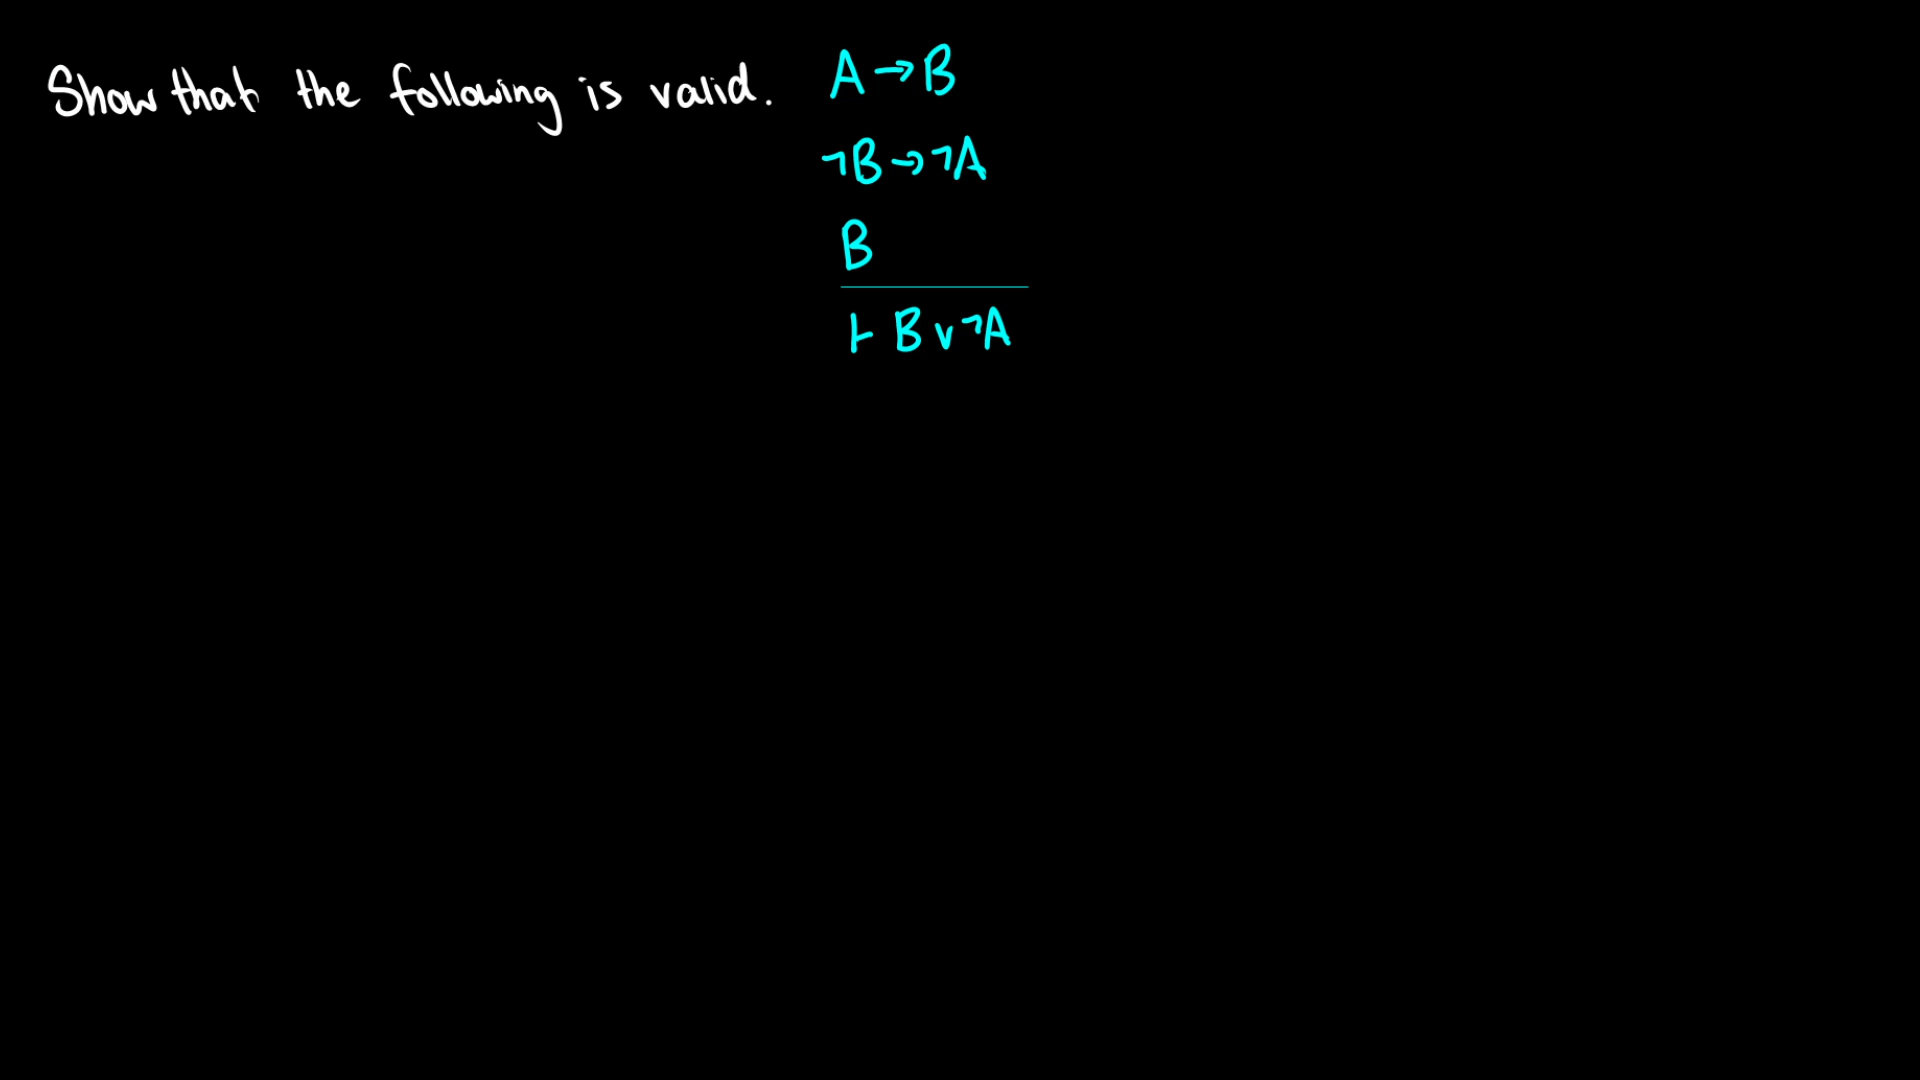 Show that the following is valid. A → B
¬B → ¬A
B
⊢ B ∨ ¬A